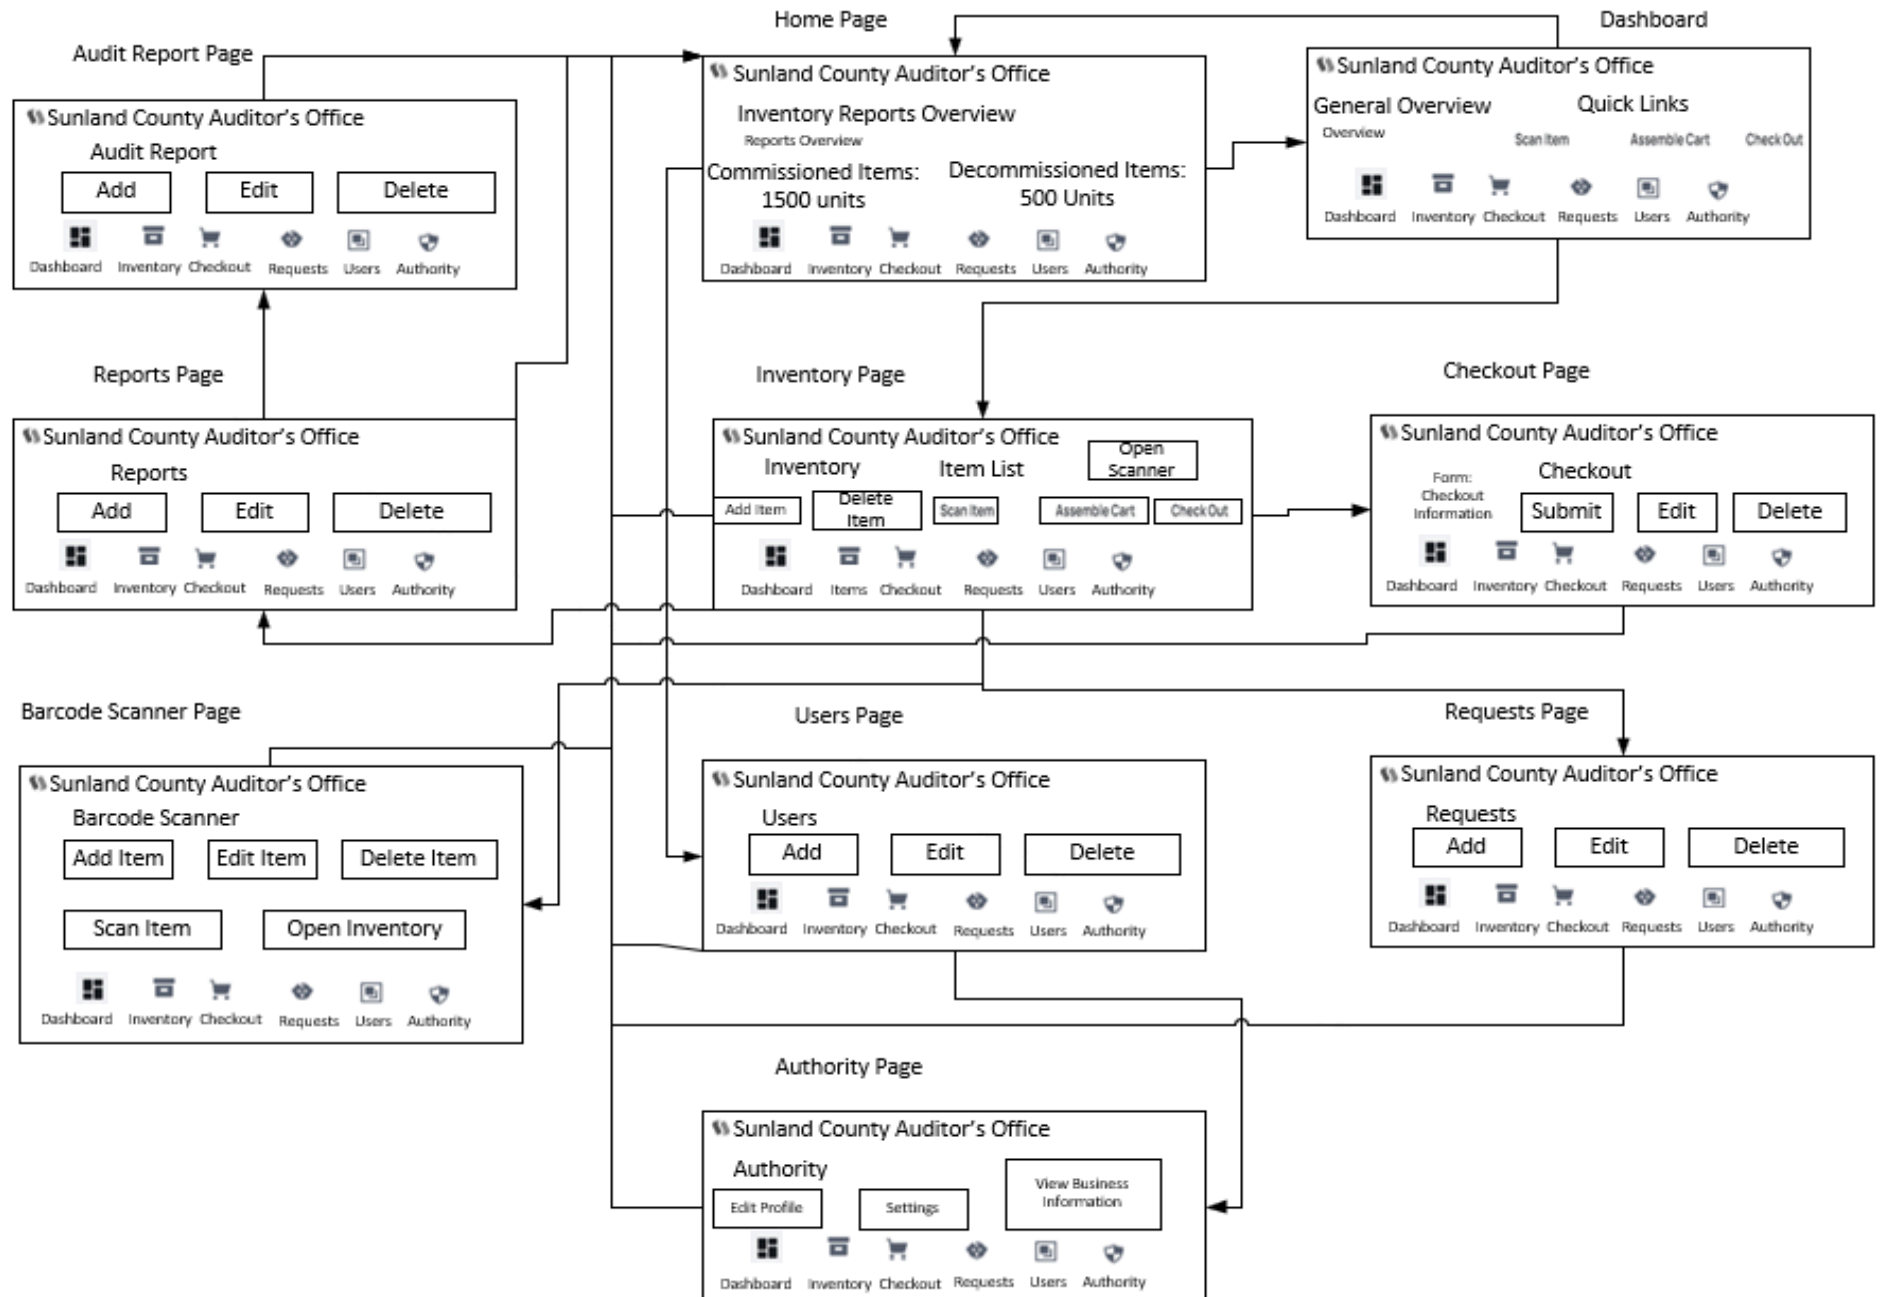 Home Page
Dashboard
Audit Report Page
Sunland County Auditor's Office
Audit Report
Add Edit Delete
Dashboard Inventory Checkout Requests Users Authority
Sunland County Auditor's Office
Inventory Reports Overview
Reports Overview
Commissioned Items:
1500 units
Decommissioned Items:
500 Units
Dashboard Inventory Checkout Requests Users Authority
Sunland County Auditor's Office
General Overview Quick Links
Overview
Scan Item Assemble Cart Check Out
Dashboard Inventory Checkout Requests Users Authority
Reports Page
Inventory Page
Checkout Page
Sunland County Auditor's Office
Reports
Add Edit Delete
Dashboard Inventory Checkout Requests Users Authority
Sunland County Auditor's Office
Open
Scanner
Inventory Item List
Add Item
Delete
Item
Scan Item Assemble Cart Check Out
Dashboard Items Checkout Requests Users Authority
Sunland County Auditor's Office
Checkout
Form:
Checkout
Information
Submit Edit Delete
Dashboard Inventory Checkout Requests Users Authority
Barcode Scanner Page
Users Page
Requests Page
Sunland County Auditor's Office
Barcode Scanner
Add Item Edit Item Delete Item
Scan Item Open Inventory
Dashboard Inventory Checkout Requests Users Authority
Sunland County Auditor's Office
Users
Add Edit Delete
Dashboard Inventory Checkout Requests Users Authority
Sunland County Auditor's Office
Requests
Add Edit Delete
Dashboard Inventory Checkout Requests Users Authority
Authority Page
Sunland County Auditor's Office
Authority
Edit Profile Settings
View Business
Information
Dashboard Inventory Checkout Requests Users Authority